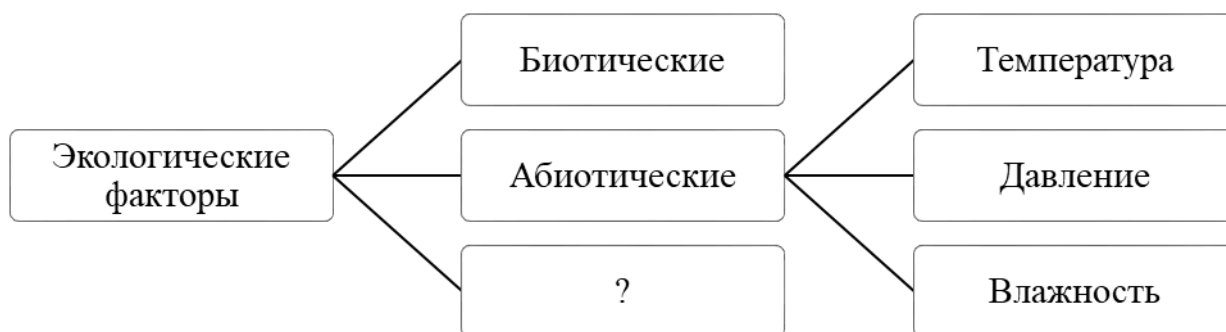 Биотические
Температура
Экологические
факторы
Абиотические
Давление
?
Влажность